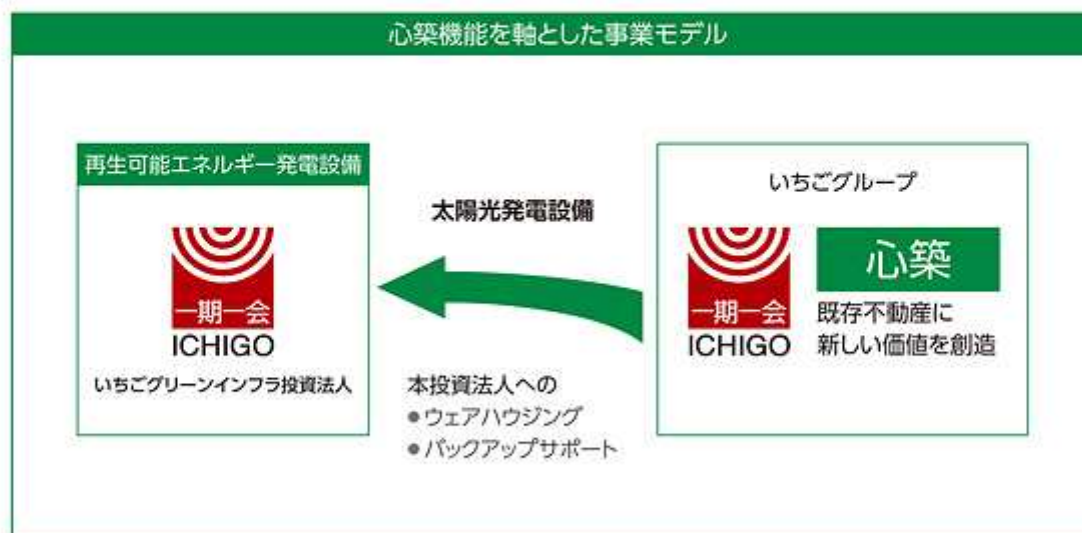 心築機能を軸とした事業モデル
再生可能エネルギー発電設備
一期一会
ICHIGO
いちごグリーンインフラ投資法人
太陽光発電設備
本投資法人への
●ウェアハウジング
●バックアップサポート
いちごグループ
一期一会
ICHIGO
心築
既存不動産に
新しい価値を創造